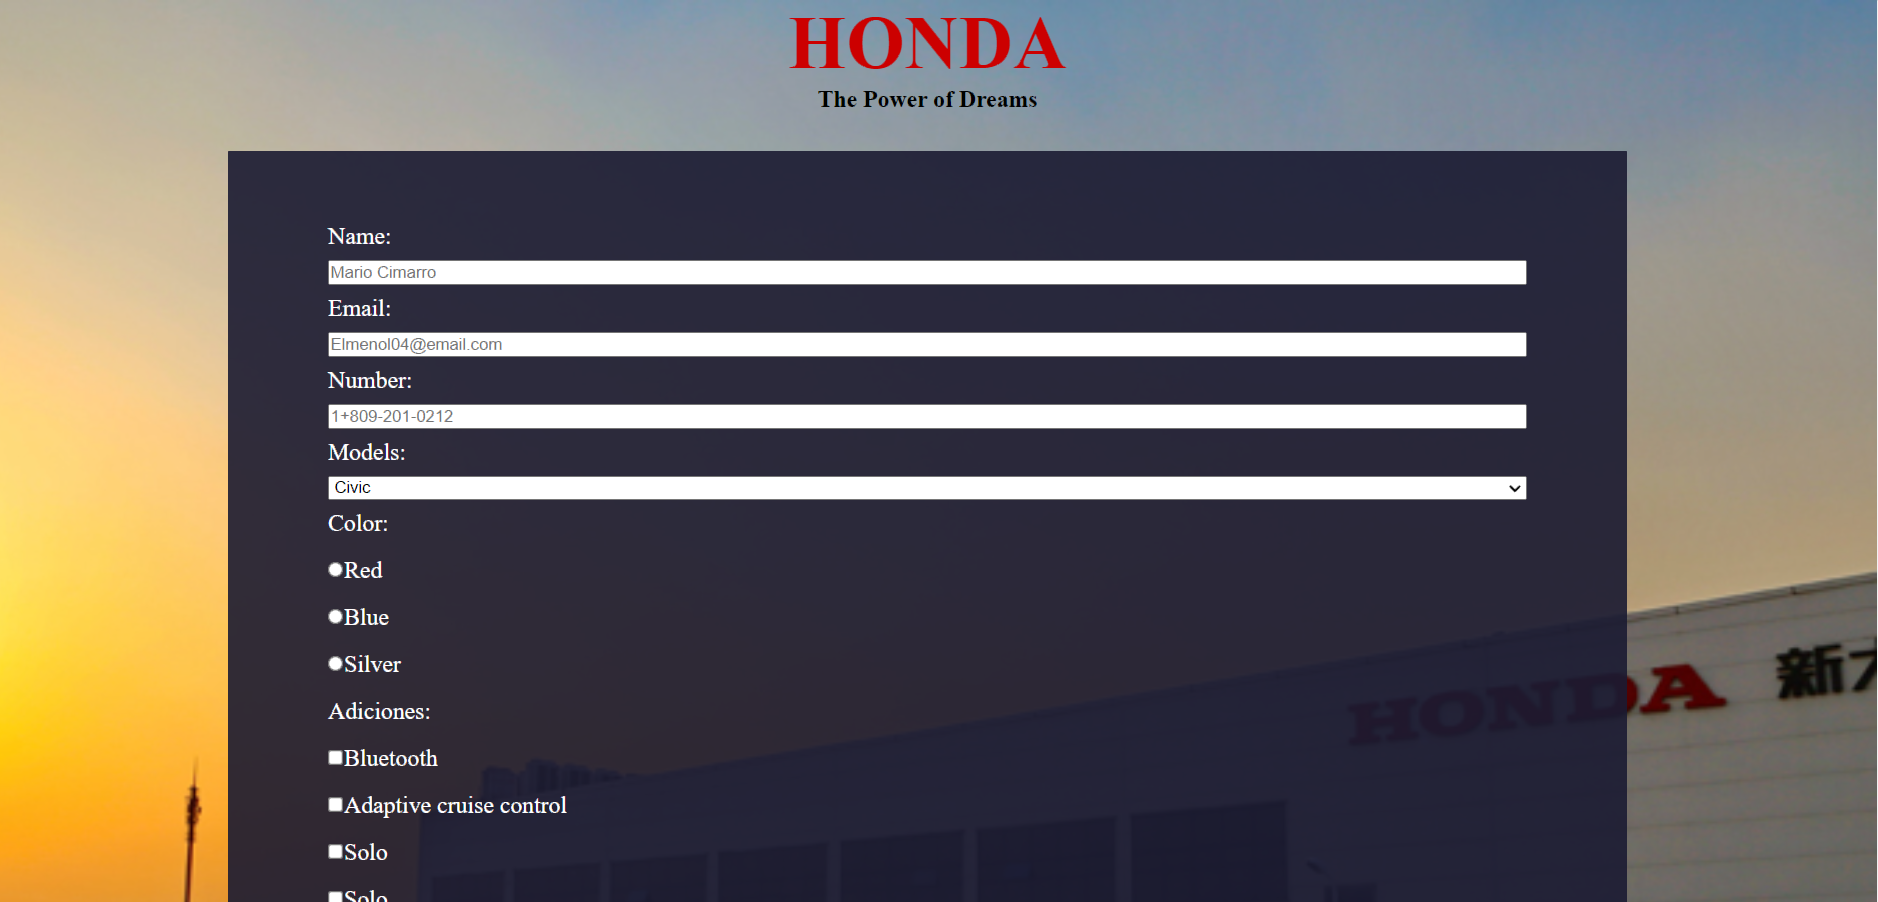 HONDA
The Power of Dreams
Name:
Mario Cimarro
Email:
Elmenol04@email.com
Number:
1+809-201-0212
Models:
Civic
Color:
Red
Blue
Silver
HONDA 新大
Adiciones:
Bluetooth
Adaptive cruise control
Solo
Solo